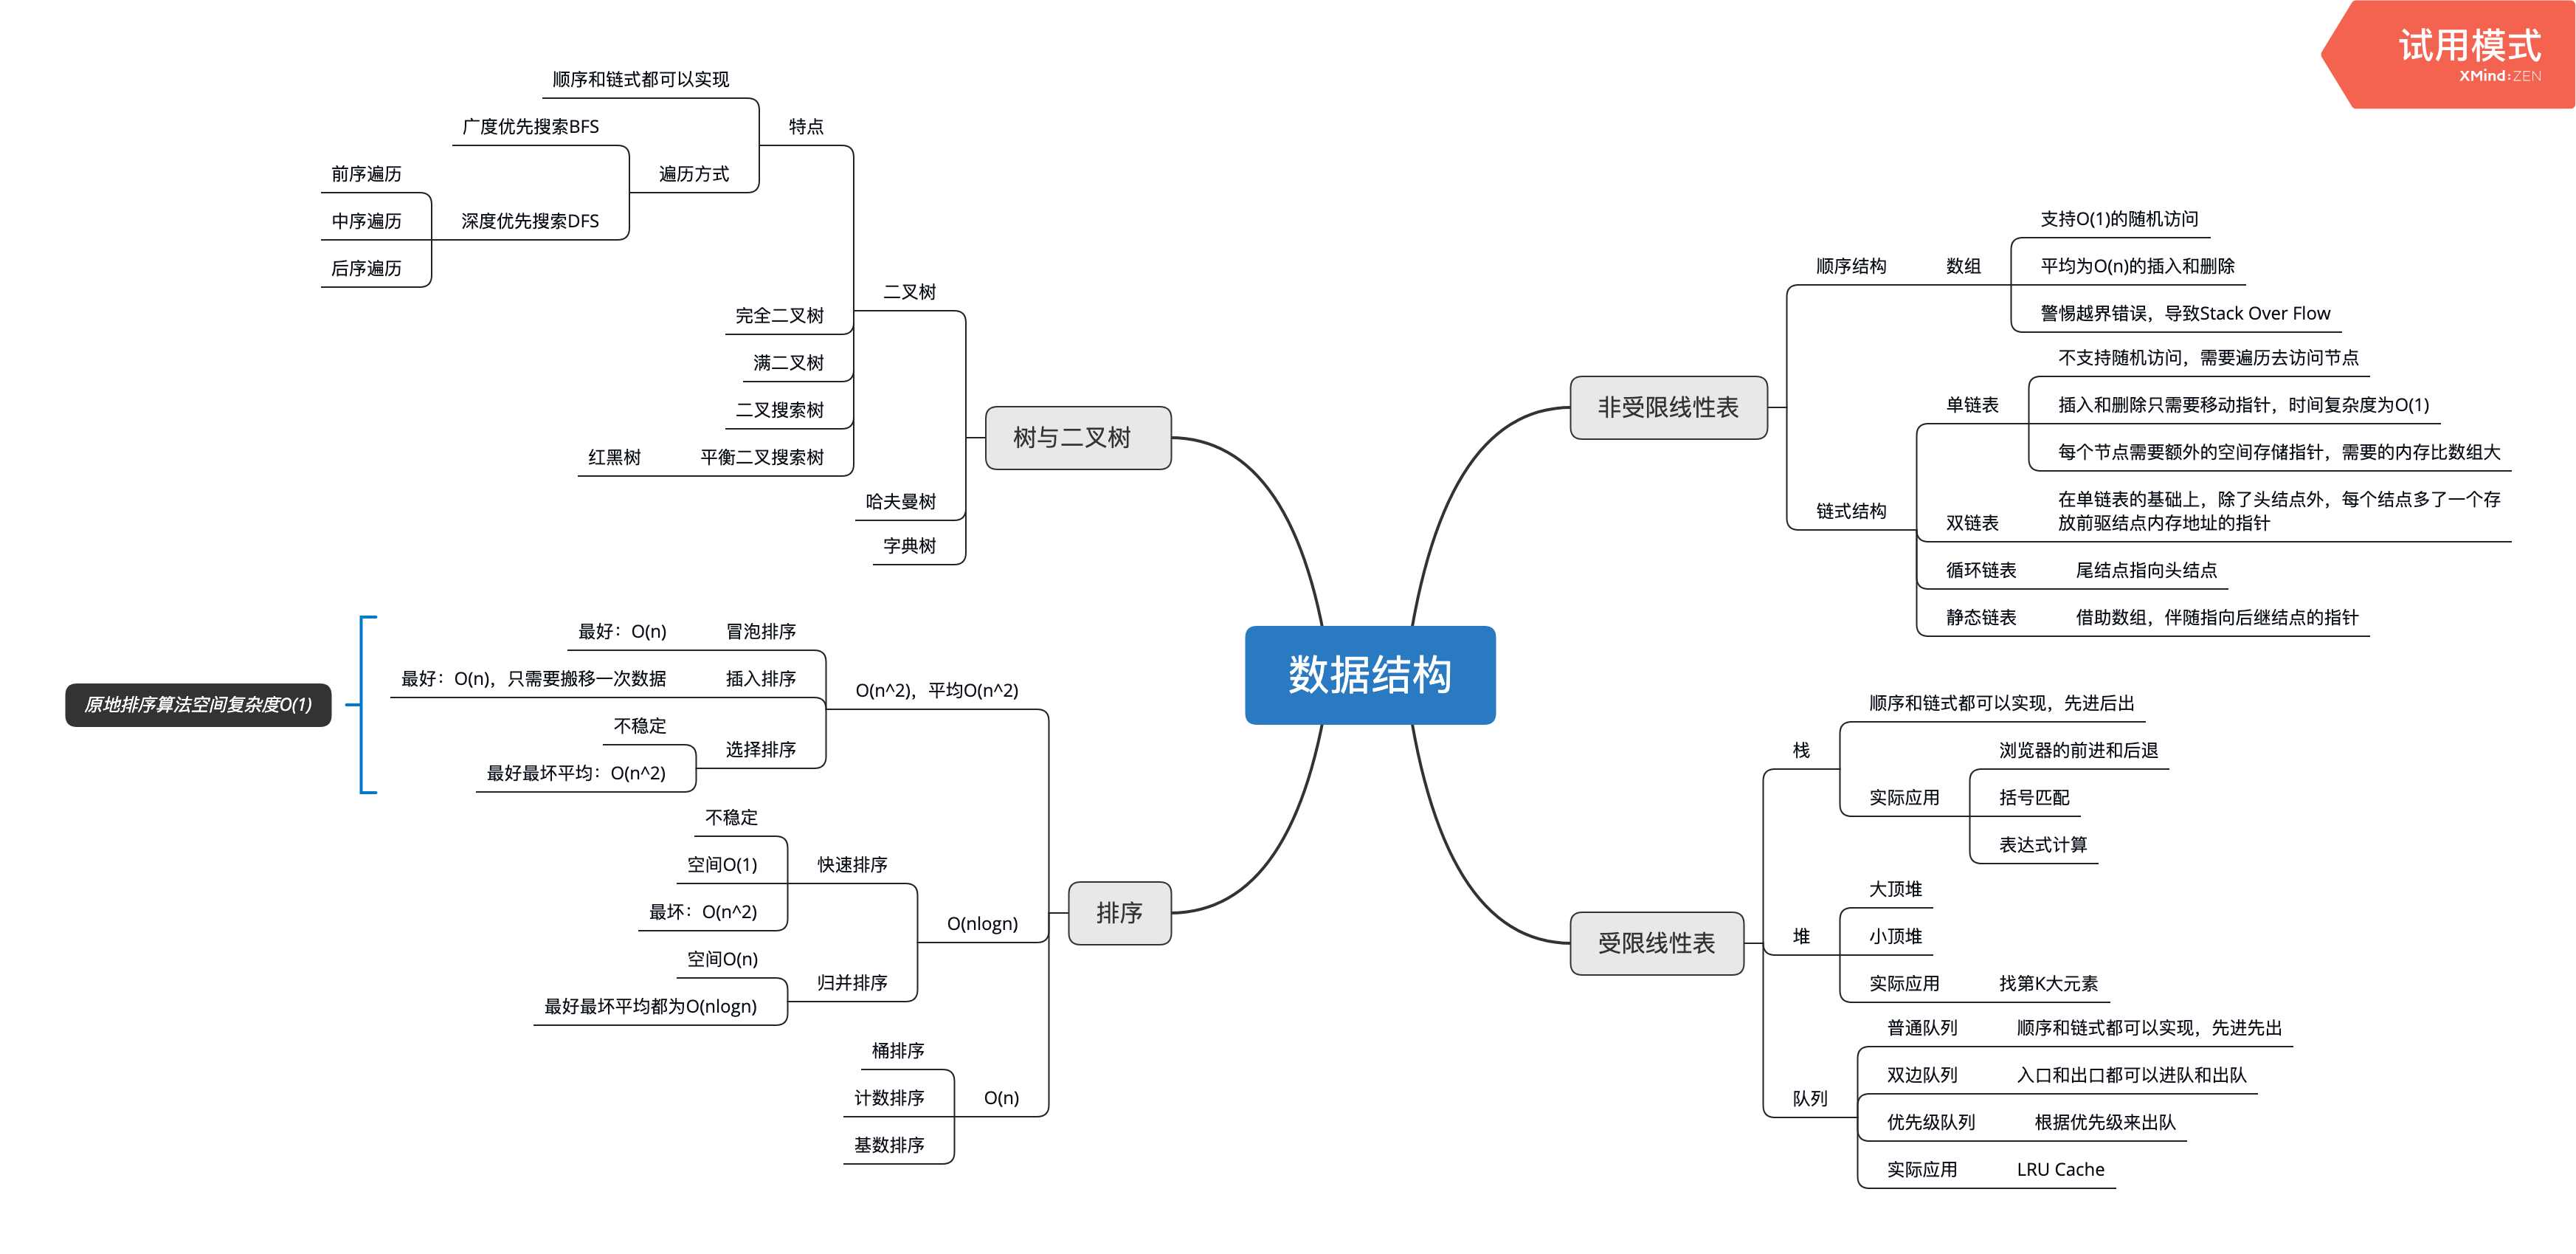 试用模式
XMind:ZEN
数据结构
非受限线性表
顺序结构
数组
支持O(1)的随机访问
平均为O(n)的插入和删除
警惕越界错误，导致Stack Over Flow
链式结构
单链表
不支持随机访问，需要遍历去访问节点
插入和删除只需要移动指针，时间复杂度为O(1)
每个节点需要额外的空间存储指针，需要的内存比数组大
双链表
在单链表的基础上，除了头结点外，每个结点多了一个存
放前驱结点内存地址的指针
循环链表
尾结点指向头结点
静态链表
借助数组，伴随指向后继结点的指针
受限线性表
栈
顺序和链式都可以实现，先进后出
实际应用
浏览器的前进和后退
括号匹配
表达式计算
堆
大顶堆
小顶堆
实际应用
找第K大元素
队列
普通队列
顺序和链式都可以实现，先进先出
双边队列
入口和出口都可以进队和出队
优先级队列
根据优先级来出队
实际应用
LRU Cache
树与二叉树
二叉树
特点
顺序和链式都可以实现
遍历方式
广度优先搜索BFS
深度优先搜索DFS
前序遍历
中序遍历
后序遍历
完全二叉树
满二叉树
二叉搜索树
平衡二叉搜索树
红黑树
哈夫曼树
字典树
排序
O(n^2)，平均O(n^2)
冒泡排序
最好：O(n)
插入排序
最好：O(n)，只需要搬移一次数据
选择排序
不稳定
最好最坏平均：O(n^2)
原地排序算法空间复杂度O(1)
O(nlogn)
快速排序
不稳定
空间O(1)
最坏：O(n^2)
归并排序
空间O(n)
最好最坏平均都为O(nlogn)
O(n)
桶排序
计数排序
基数排序